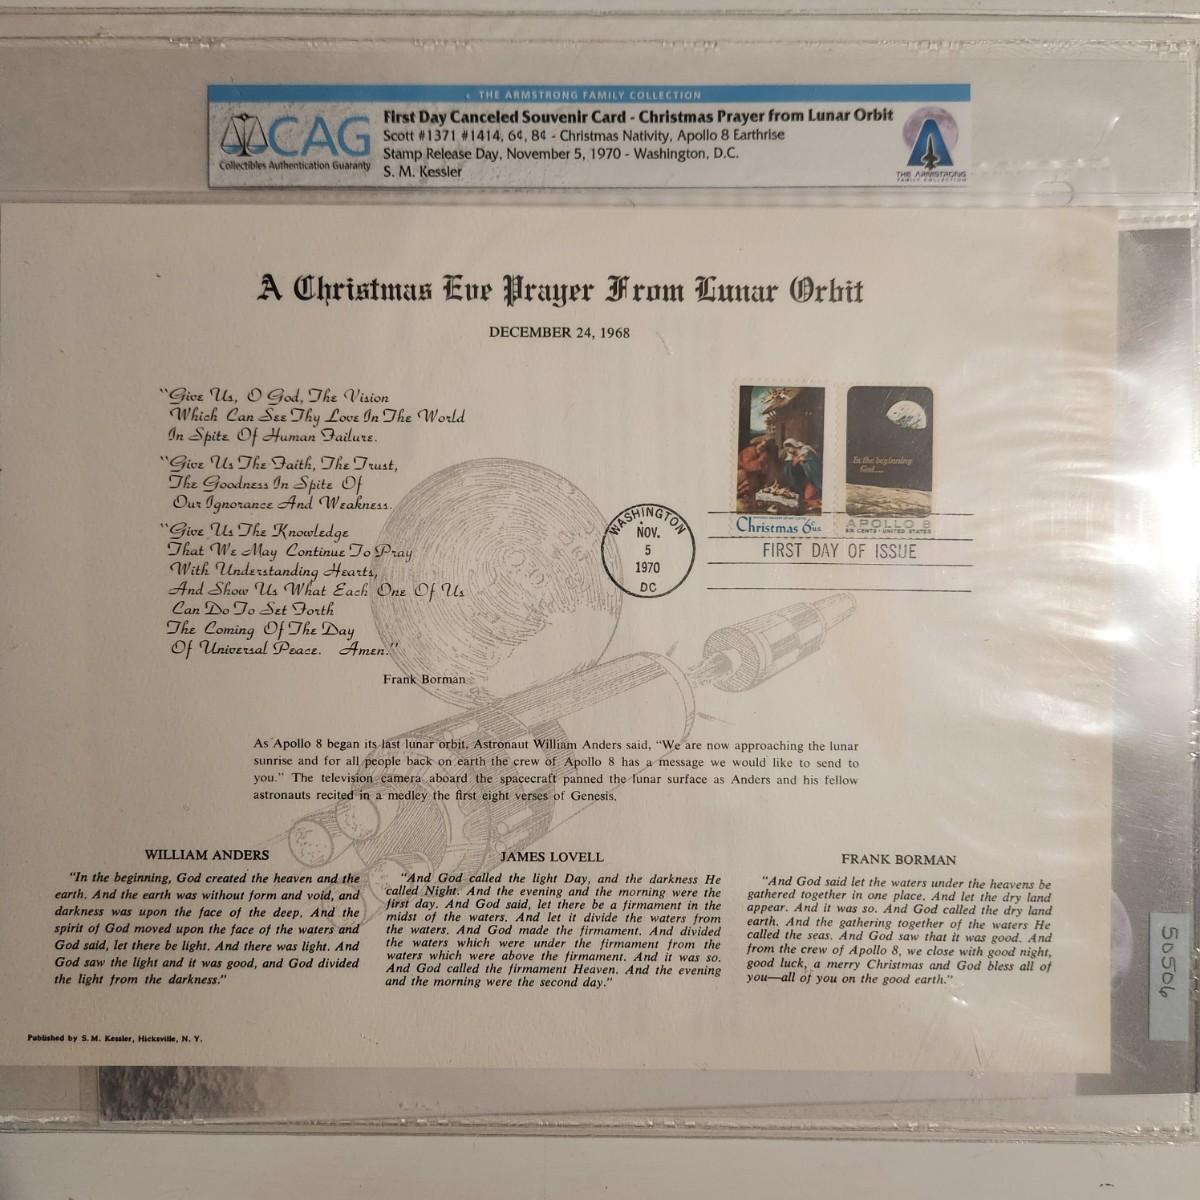 THE ARMSTRONG FAMILY COLLECTION
CAG
Collectibles Authentication Guaranty
First Day Canceled Souvenir Card - Christmas Prayer from Lunar Orbit
Scott #1371 #1414, 6¢, 8¢ - Christmas Nativity, Apollo 8 Earthrise
Stamp Release Day, November 5, 1970 - Washington, D.C.
S. M. Kessler
THE ARMSTRONG
FAMILY COLLECTION
A Christmas Eve Prayer From Lunar Orbit
DECEMBER 24, 1968
"Give Us, O God, The Vision
Which Can See Thy Love In The World
In Spite Of Human Failure.
"Give Us The Faith, The Trust,
The Goodness In Spite Of
Our Ignorance And Weakness.
"Give Us The Knowledge
That We May Continue To Pray
With Understanding Hearts,
And Show Us What Each One Of Us
Can Do To Set Forth
The Coming Of The Day
Of Universal Peace. Amen."
Frank Borman
Christmas 6c U.S.
In the beginning
God...
APOLLO 8
SIX CENTS · UNITED STATES
WASHINGTON
NOV.
5
1970
DC
FIRST DAY OF ISSUE
As Apollo 8 began its last lunar orbit, Astronaut William Anders said, "We are now approaching the lunar
sunrise and for all people back on earth the crew of Apollo 8 has a message we would like to send to
you." The television camera aboard the spacecraft panned the lunar surface as Anders and his fellow
astronauts recited in a medley the first eight verses of Genesis.
WILLIAM ANDERS
"In the beginning, God created the heaven and the
earth. And the earth was without form and void, and
darkness was upon the face of the deep. And the
spirit of God moved upon the face of the waters and
God said, let there be light. And there was light. And
God saw the light and it was good, and God divided
the light from the darkness."
JAMES LOVELL
"And God called the light Day, and the darkness He
called Night. And the evening and the morning were the
first day. And God said, let there be a firmament in the
midst of the waters. And let it divide the waters from
the waters. And God made the firmament. And divided
the waters which were under the firmament from the
waters which were above the firmament. And it was so.
And God called the firmament Heaven. And the evening
and the morning were the second day."
FRANK BORMAN
"And God said let the waters under the heavens be
gathered together in one place. And let the dry land
appear. And it was so. And God called the dry land
earth. And the gathering together of the waters He
called the seas. And God saw that it was good. And
from the crew of Apollo 8, we close with good night,
good luck, a merry Christmas and God bless all of
you—all of you on the good earth."
Published by S. M. Kessler, Hicksville, N. Y.
50506